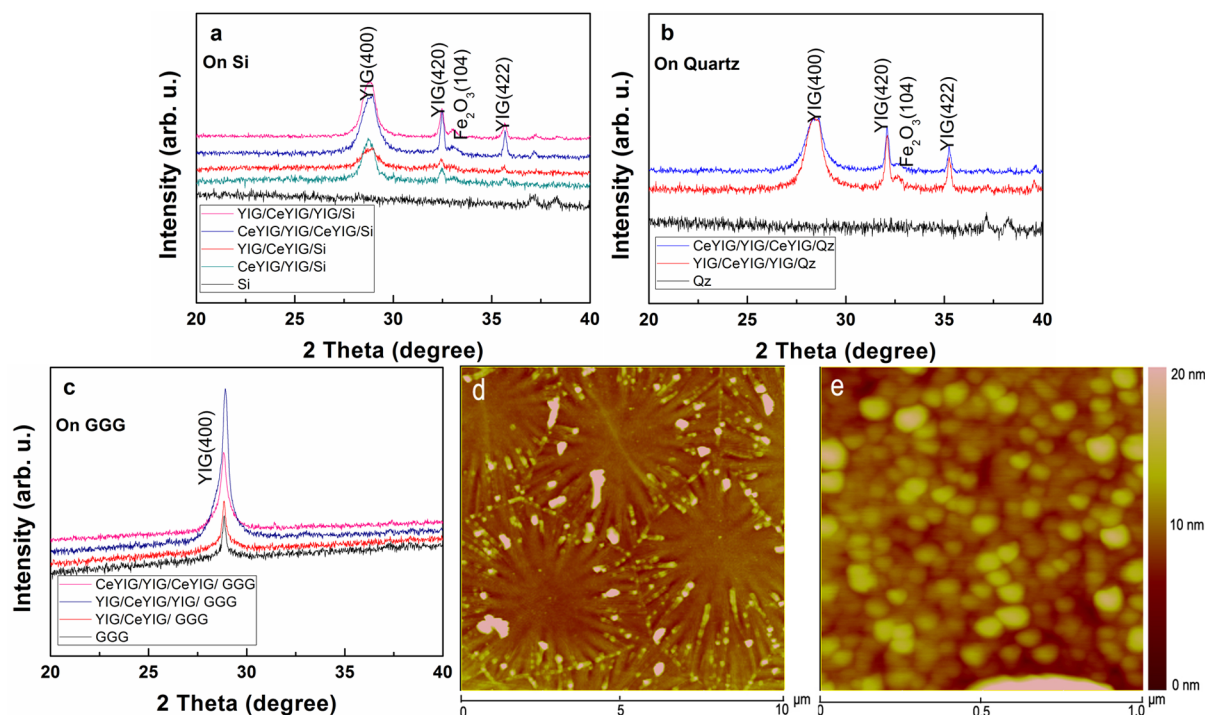 a
On Si
YIG(400)
YIG(420)
Fe₂O₃(104)
YIG(422)
Intensity (arb. u.)
YIG/CeYIG/YIG/Si
CeYIG/YIG/CeYIG/Si
YIG/CeYIG/Si
CeYIG/YIG/Si
Si
20 25 30 35 40
2 Theta (degree)
b
On Quartz
YIG(400)
YIG(420)
Fe₂O₃(104)
YIG(422)
Intensity (arb. u.)
CeYIG/YIG/CeYIG/Qz
YIG/CeYIG/YIG/Qz
Qz
20 25 30 35 40
2 Theta (degree)
c
On GGG
YIG(400)
Intensity (arb. u.)
CeYIG/YIG/CeYIG/ GGG
YIG/CeYIG/YIG/ GGG
YIG/CeYIG/ GGG
GGG
20 25 30 35 40
2 Theta (degree)
d
0 5 10
µm
e
0 0.5 1.0
µm
20 nm
10 nm
0 nm